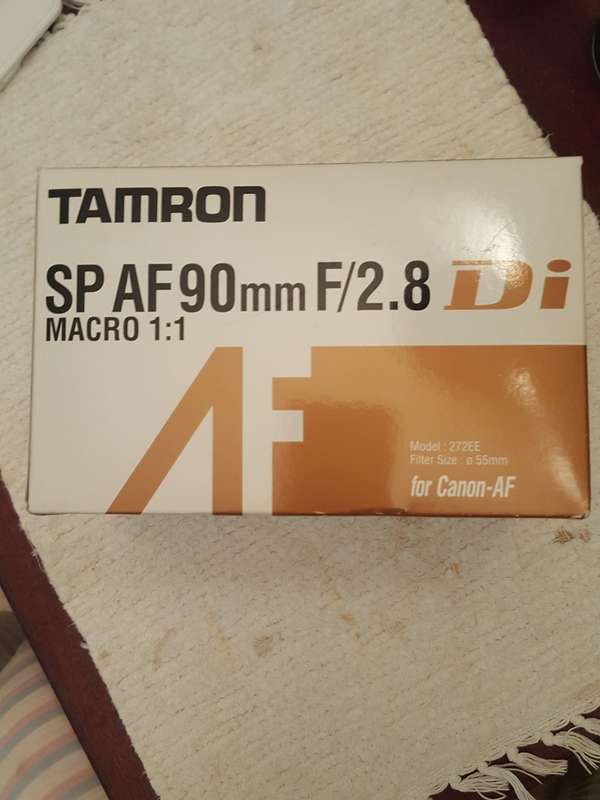 TAMRON
SP AF 90mm F/2.8 Di
MACRO 1:1
AF
Model : 272EE
Filter Size : ø 55mm
for Canon-AF